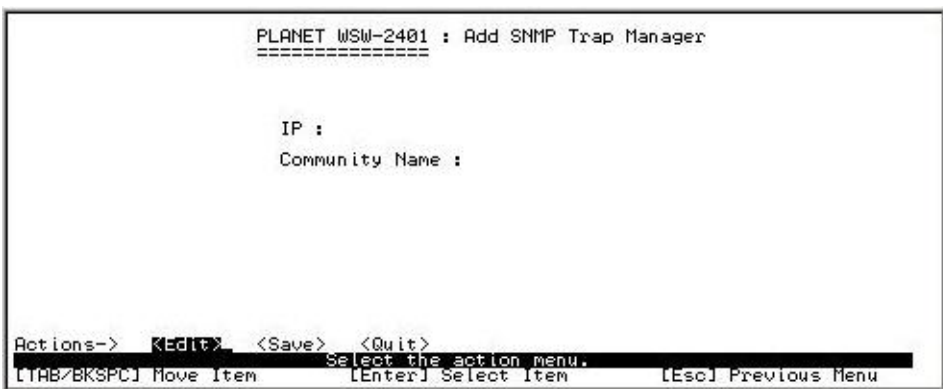 PLANET WSW-2401 : Add SNMP Trap Manager
===============
IP :
Community Name :
Actions-> <Edit> <Save> <Quit>
Select the action menu.
[TAB/BKSPC] Move Item [Enter] Select Item [Esc] Previous Menu